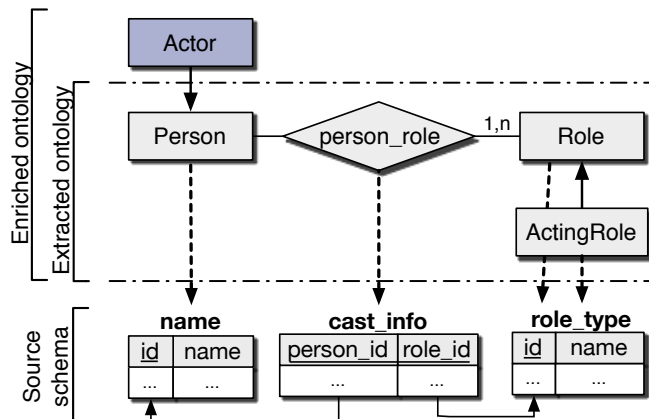 Actor
Enriched ontology
Extracted ontology
Person
person_role
1,n
Role
ActingRole
Source
schema
name
id name
... ...
cast_info
person_id role_id
... ...
role_type
id name
... ...